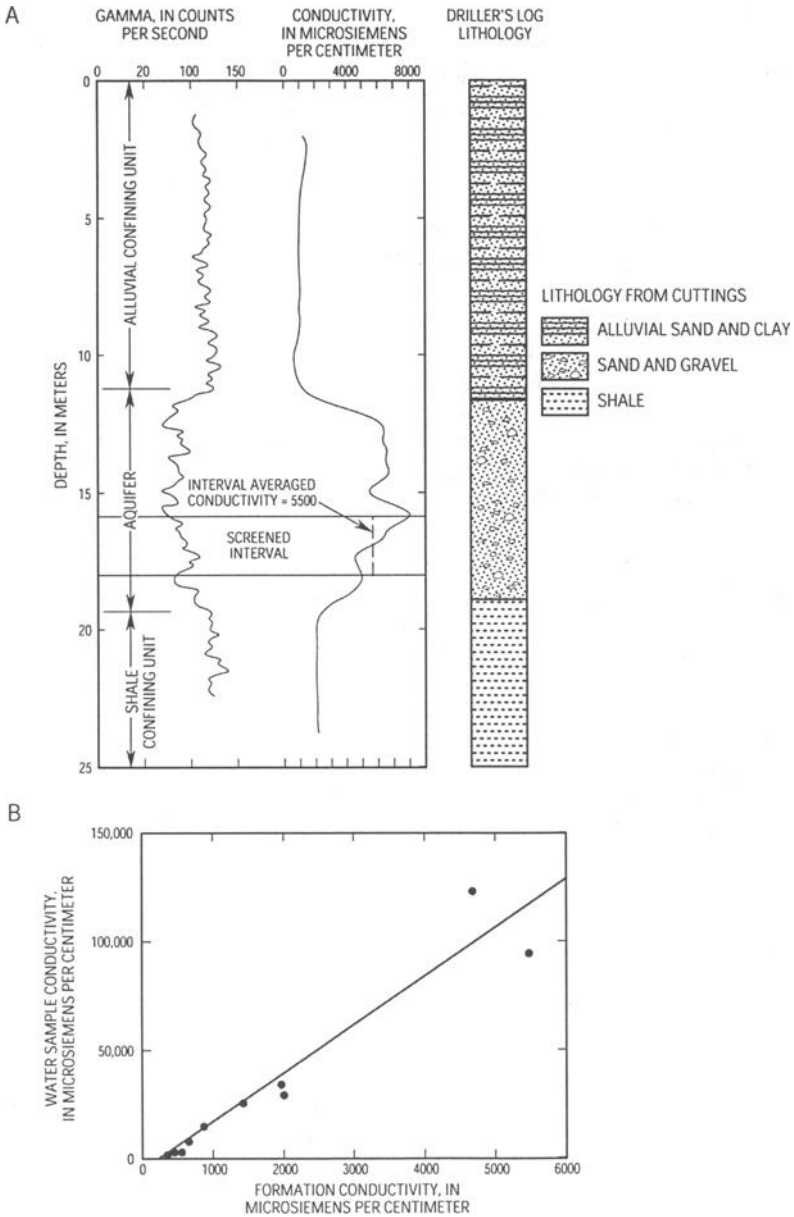 A
GAMMA, IN COUNTS
PER SECOND
CONDUCTIVITY,
IN MICROSIEMENS
PER CENTIMETER
DRILLER'S LOG
LITHOLOGY
20 100 150 0 4000 8000
0
5
10
15
20
25
DEPTH, IN METERS
ALLUVIAL CONFINING UNIT
AQUIFER
SHALE
CONFINING UNIT
INTERVAL AVERAGED
CONDUCTIVITY = 5500
SCREENED
INTERVAL
LITHOLOGY FROM CUTTINGS
ALLUVIAL SAND AND CLAY
SAND AND GRAVEL
SHALE
B
WATER SAMPLE CONDUCTIVITY,
IN MICROSIEMENS PER CENTIMETER
150,000
100,000
50,000
0
0 1000 2000 3000 4000 5000 6000
FORMATION CONDUCTIVITY, IN
MICROSIEMENS PER CENTIMETER